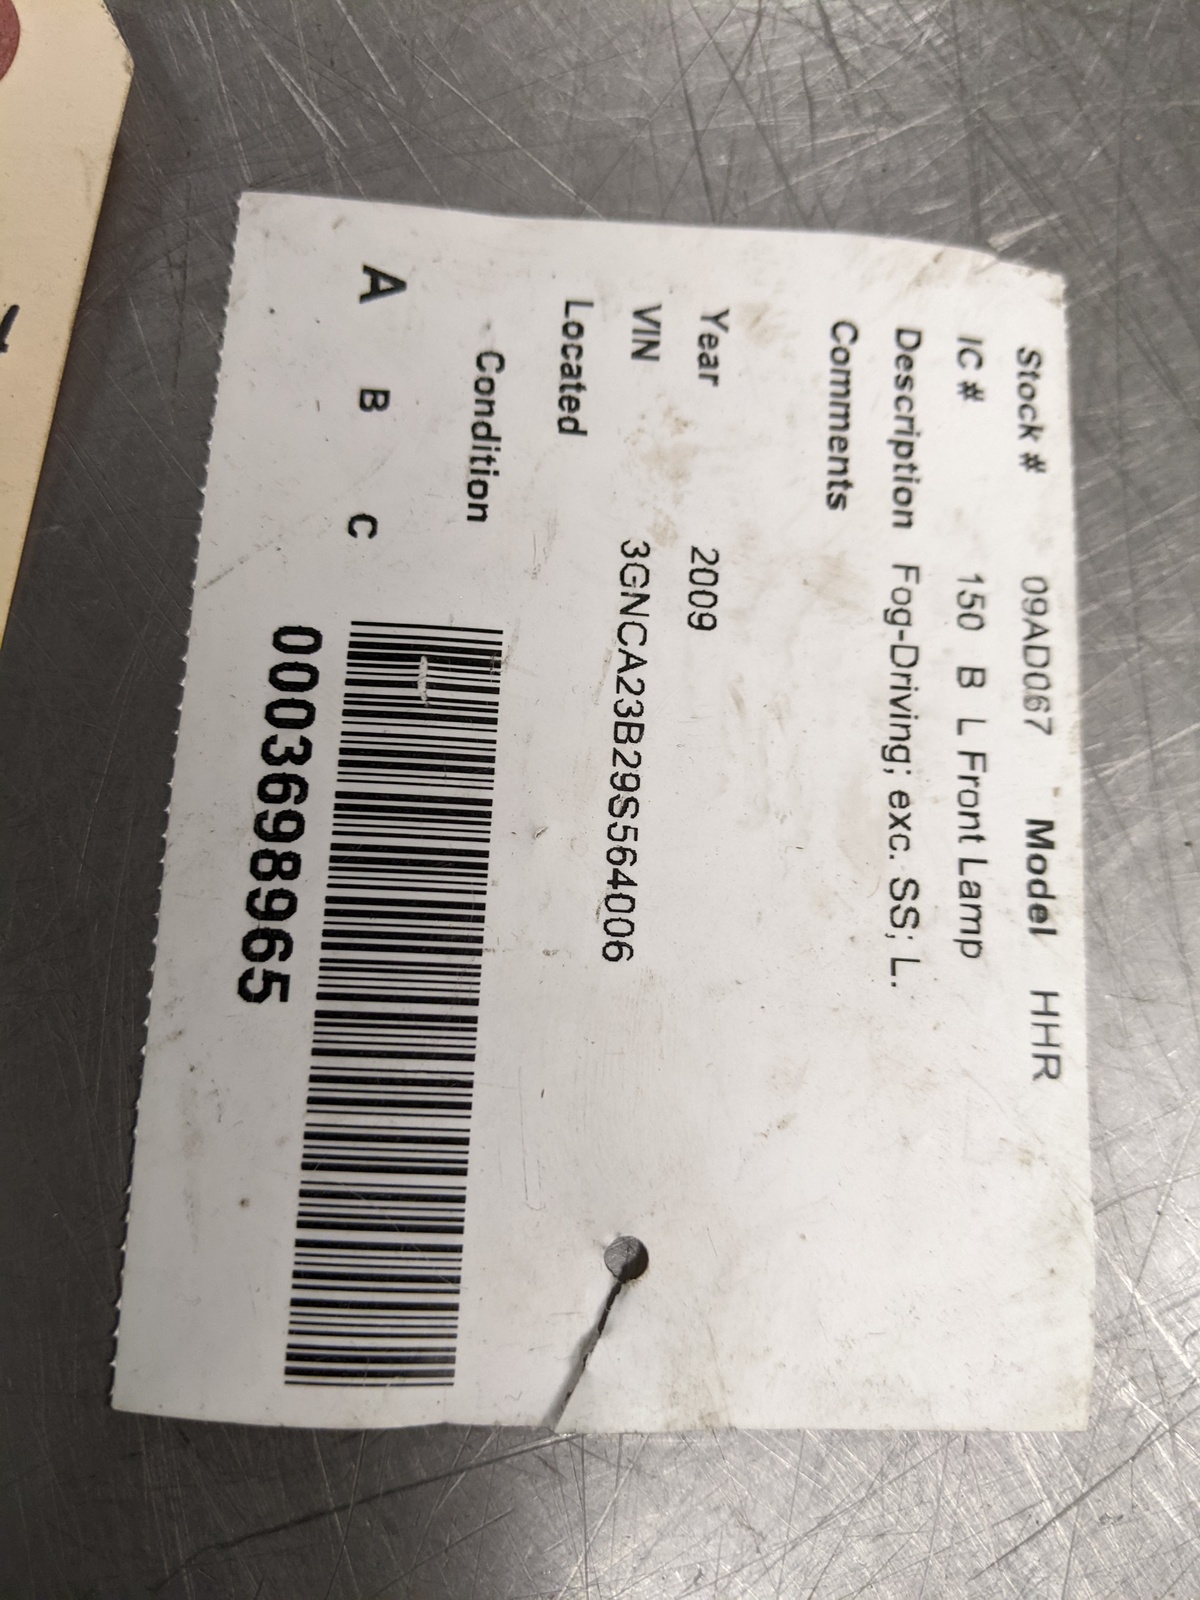 Stock # 09AD067 Model HHR
IC # 150 B L Front Lamp
Description Fog-Driving; exc. SS; L.
Comments
Year 2009
VIN 3GNCA23B29S564006
Located
Condition
A B C
0003698965